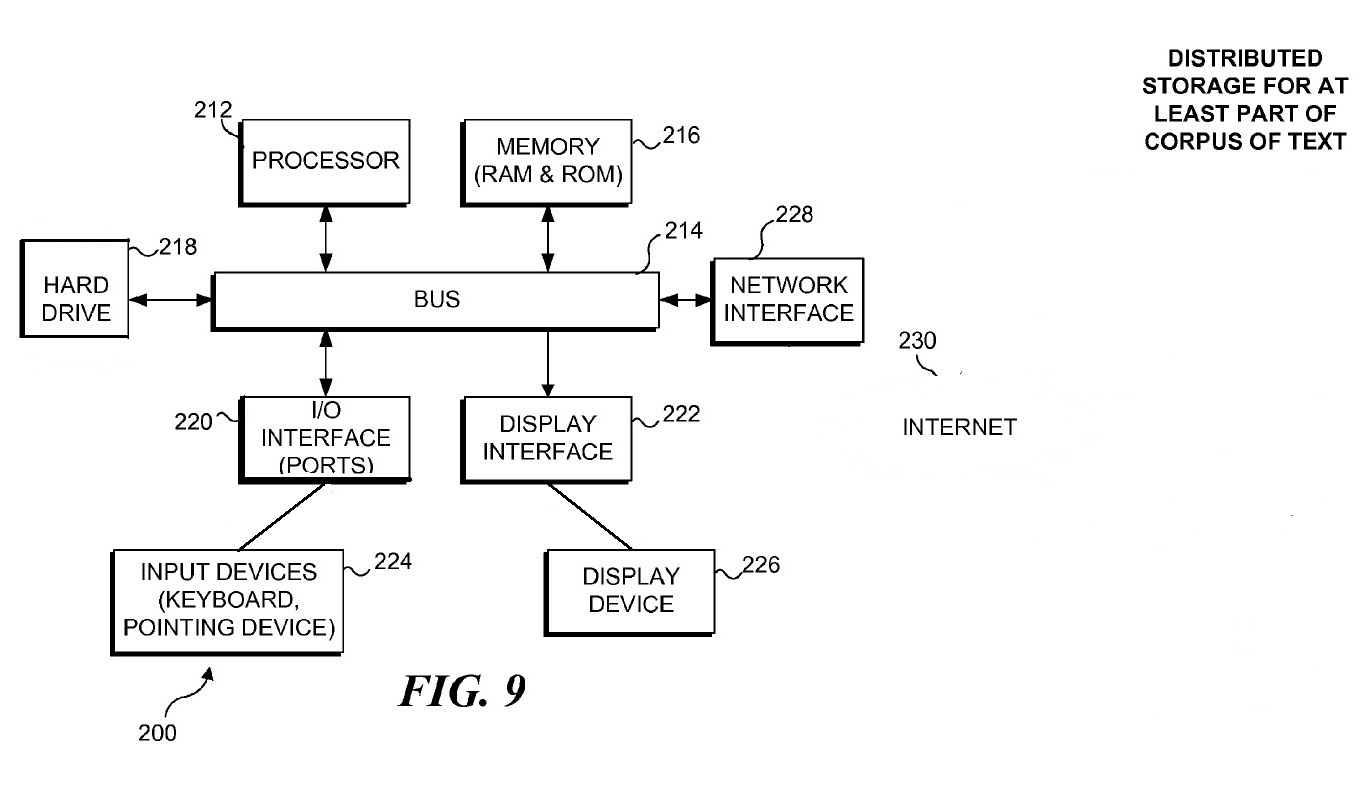 DISTRIBUTED
STORAGE FOR AT
LEAST PART OF
CORPUS OF TEXT
212
PROCESSOR
MEMORY
(RAM & ROM)
216
218
HARD
DRIVE
214
BUS
228
NETWORK
INTERFACE
230
INTERNET
220
I/O
INTERFACE
(PORTS)
DISPLAY
INTERFACE
222
INPUT DEVICES
(KEYBOARD,
POINTING DEVICE)
224
DISPLAY
DEVICE
226
200
FIG. 9